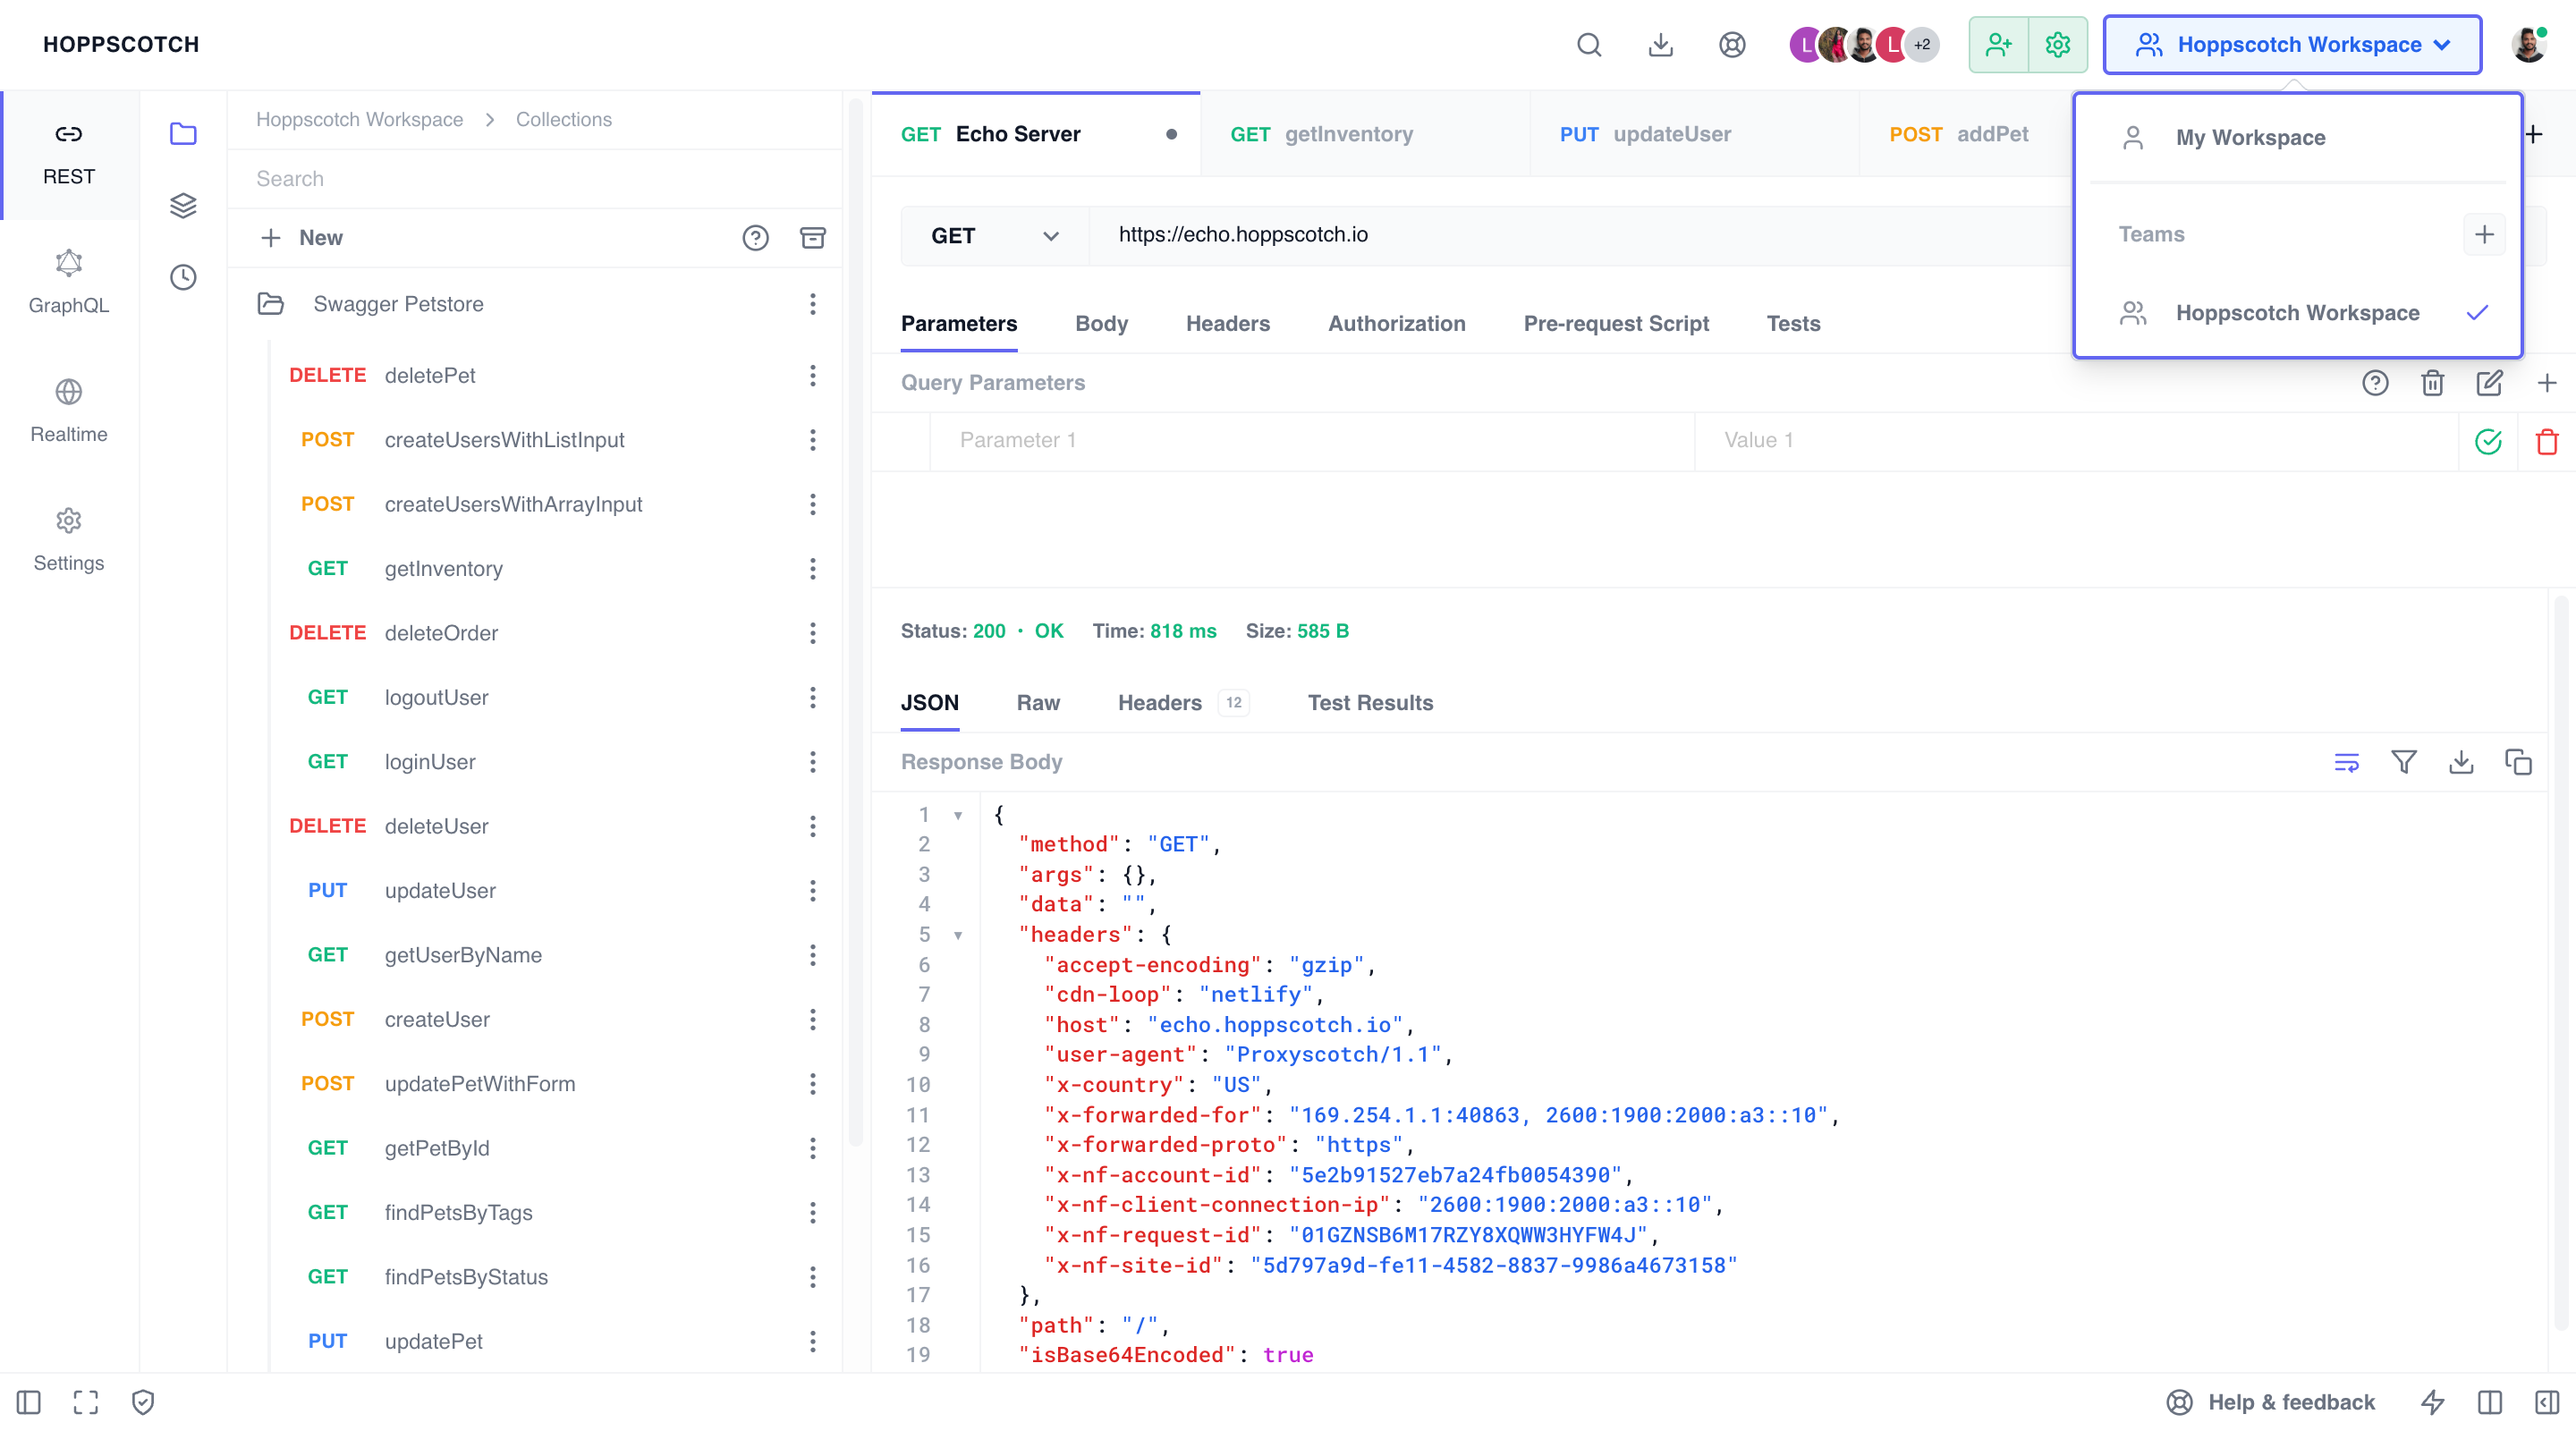 HOPPSCOTCH
L
L
+2
Hoppscotch Workspace
My Workspace
Teams
Hoppscotch Workspace
REST
GraphQL
Realtime
Settings
Hoppscotch Workspace
Collections
Search
New
Swagger Petstore
DELETE deletePet
POST createUsersWithListInput
POST createUsersWithArrayInput
GET getInventory
DELETE deleteOrder
GET logoutUser
GET loginUser
DELETE deleteUser
PUT updateUser
GET getUserByName
POST createUser
POST updatePetWithForm
GET getPetById
GET findPetsByTags
GET findPetsByStatus
PUT updatePet
GET Echo Server
GET getInventory
PUT updateUser
POST addPet
GET
https://echo.hoppscotch.io
Parameters Body Headers Authorization Pre-request Script Tests
Query Parameters
Parameter 1 Value 1
Status: 200 • OK Time: 818 ms Size: 585 B
JSON Raw Headers 12 Test Results
Response Body
1 {
2 "method": "GET",
3 "args": {},
4 "data": "",
5 "headers": {
6 "accept-encoding": "gzip",
7 "cdn-loop": "netlify",
8 "host": "echo.hoppscotch.io",
9 "user-agent": "Proxyscotch/1.1",
10 "x-country": "US",
11 "x-forwarded-for": "169.254.1.1:40863, 2600:1900:2000:a3::10",
12 "x-forwarded-proto": "https",
13 "x-nf-account-id": "5e2b91527eb7a24fb0054390",
14 "x-nf-client-connection-ip": "2600:1900:2000:a3::10",
15 "x-nf-request-id": "01GZNSB6M17RZY8XQWW3HYFW4J",
16 "x-nf-site-id": "5d797a9d-fe11-4582-8837-9986a4673158"
17 },
18 "path": "/",
19 "isBase64Encoded": true
Help & feedback